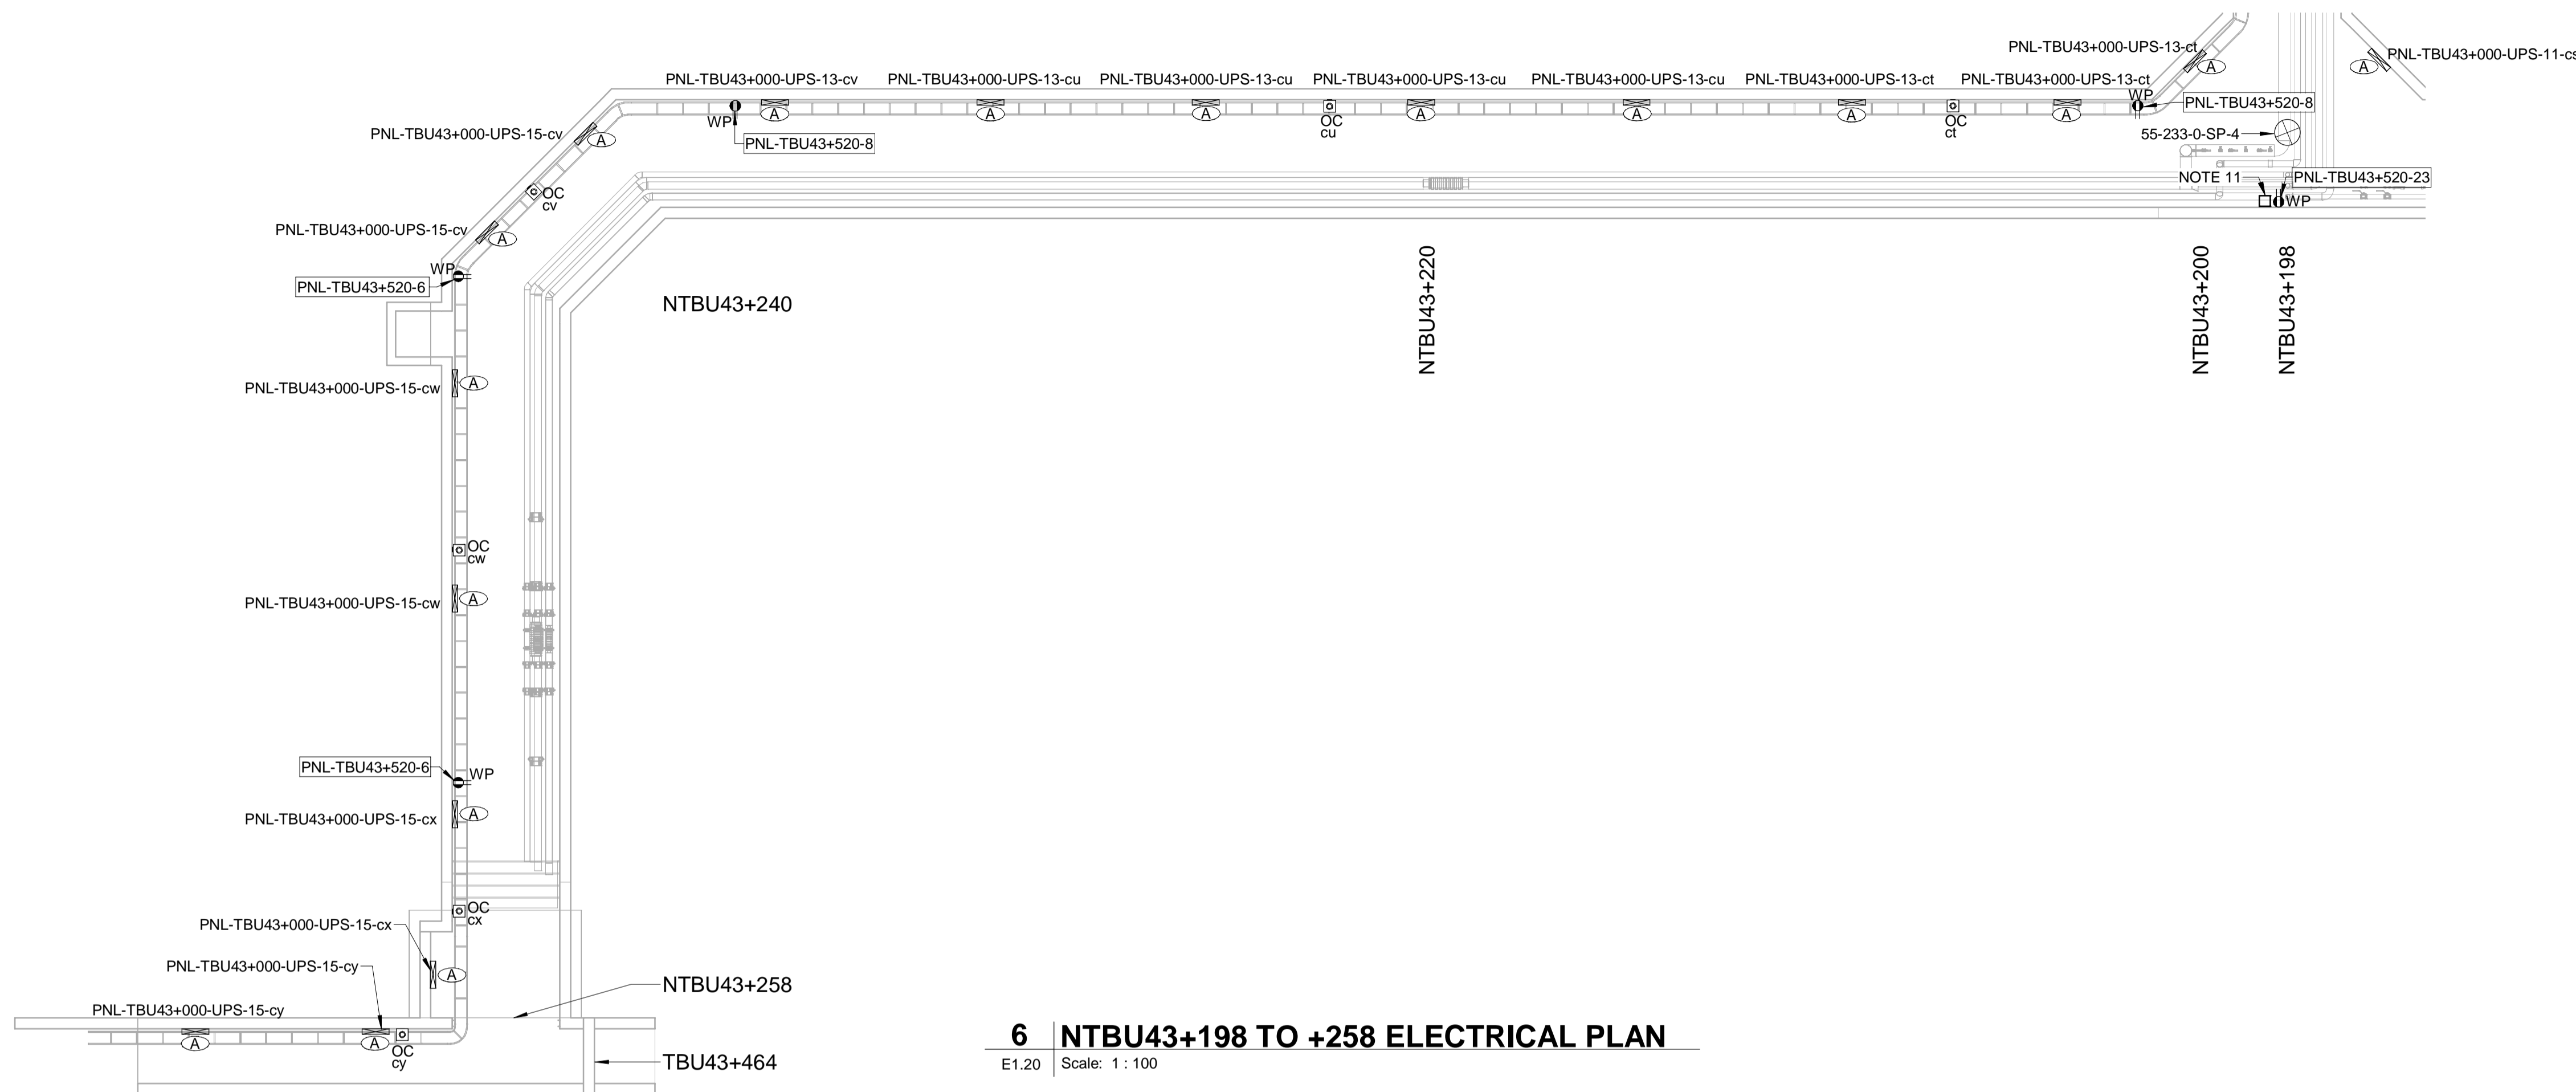 PNL-TBU43+000-UPS-13-ct
PNL-TBU43+000-UPS-11-cs
A
A
PNL-TBU43+000-UPS-13-cv
PNL-TBU43+000-UPS-13-cu
PNL-TBU43+000-UPS-13-cu
PNL-TBU43+000-UPS-13-cu
PNL-TBU43+000-UPS-13-cu
PNL-TBU43+000-UPS-13-ct
PNL-TBU43+000-UPS-13-ct
WP
PNL-TBU43+520-8
WP
A
A
A
OC
cu
A
A
A
OC
ct
A
PNL-TBU43+520-8
55-233-0-SP-4
PNL-TBU43+000-UPS-15-cv
A
NOTE 11
PNL-TBU43+520-23
WP
OC
cv
PNL-TBU43+000-UPS-15-cv
A
WP
PNL-TBU43+520-6
NTBU43+240
NTBU43+220
NTBU43+200
NTBU43+198
PNL-TBU43+000-UPS-15-cw
A
OC
cw
PNL-TBU43+000-UPS-15-cw
A
PNL-TBU43+520-6
WP
PNL-TBU43+000-UPS-15-cx
A
OC
cx
PNL-TBU43+000-UPS-15-cx
A
PNL-TBU43+000-UPS-15-cy
NTBU43+258
PNL-TBU43+000-UPS-15-cy
A
A
OC
cy
TBU43+464
6 NTBU43+198 TO +258 ELECTRICAL PLAN
E1.20 Scale: 1 : 100